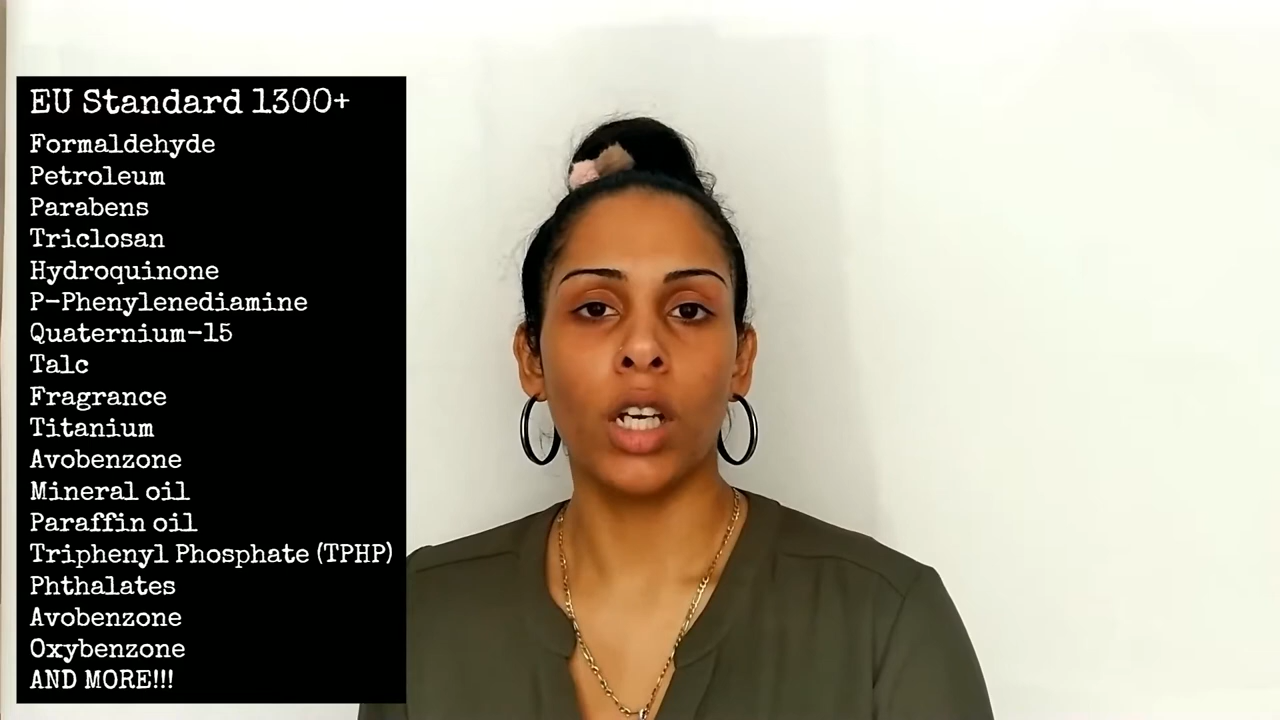 EU Standard 1300+
Formaldehyde
Petroleum
Parabens
Triclosan
Hydroquinone
P-Phenylenediamine
Quaternium-15
Talc
Fragrance
Titanium
Avobenzone
Mineral oil
Paraffin oil
Triphenyl Phosphate (TPHP)
Phthalates
Avobenzone
Oxybenzone
AND MORE!!!